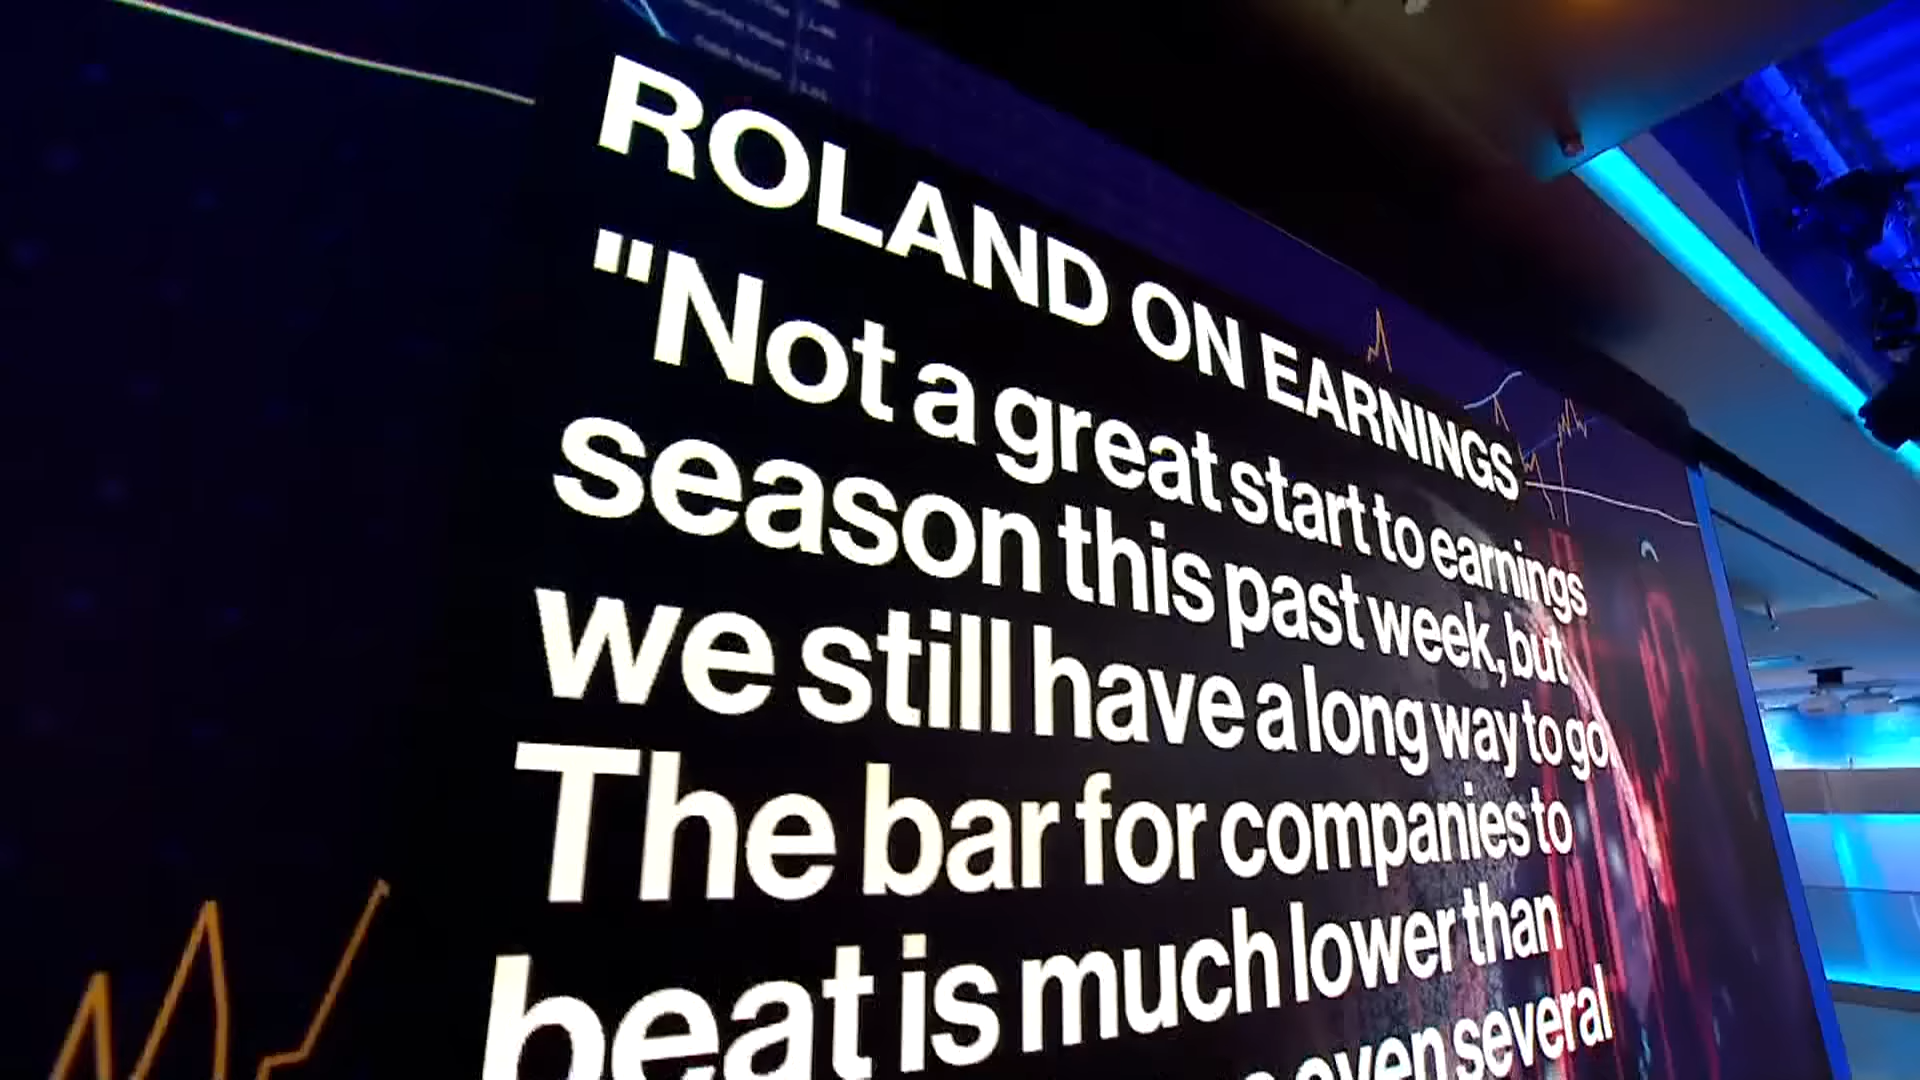 ROLAND ON EARNINGS
"Not a great start to earnings
season this past week, but
we still have a long way to go
The bar for companies to
beat is much lower than
even several